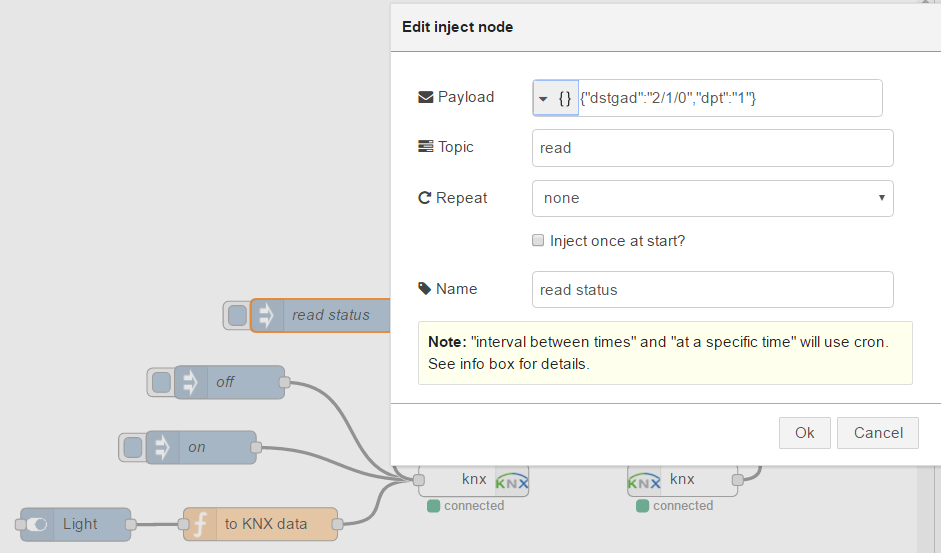 Edit inject node
Payload
{} {"dstgad":"2/1/0","dpt":"1"}
Topic
read
Repeat
none
Inject once at start?
Name
read status
Note: "interval between times" and "at a specific time" will use cron.
See info box for details.
Ok
Cancel
read status
off
on
knx
KNX
connected
KNX
knx
connected
Light
f
to KNX data